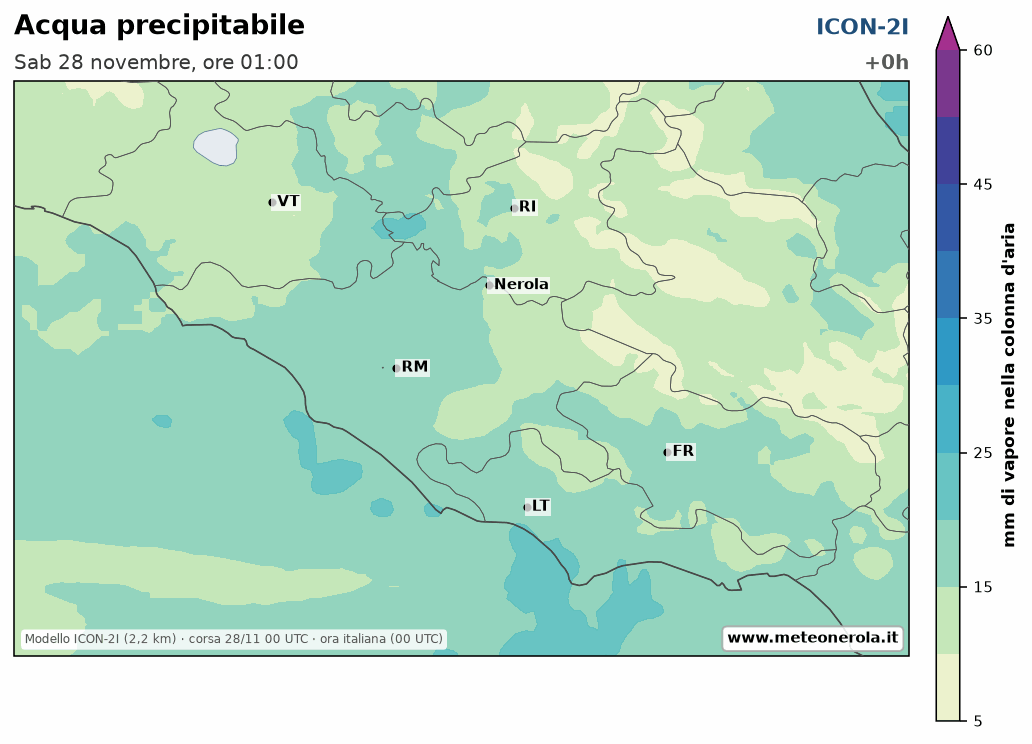 Acqua precipitabile
ICON-2I
Sab 28 novembre, ore 01:00
+0h
60
45
35
25
15
5
mm di vapore nella colonna d'aria
VT
RI
Nerola
RM
FR
LT
Modello ICON-2I (2,2 km) · corsa 28/11 00 UTC · ora italiana (00 UTC)
www.meteonerola.it